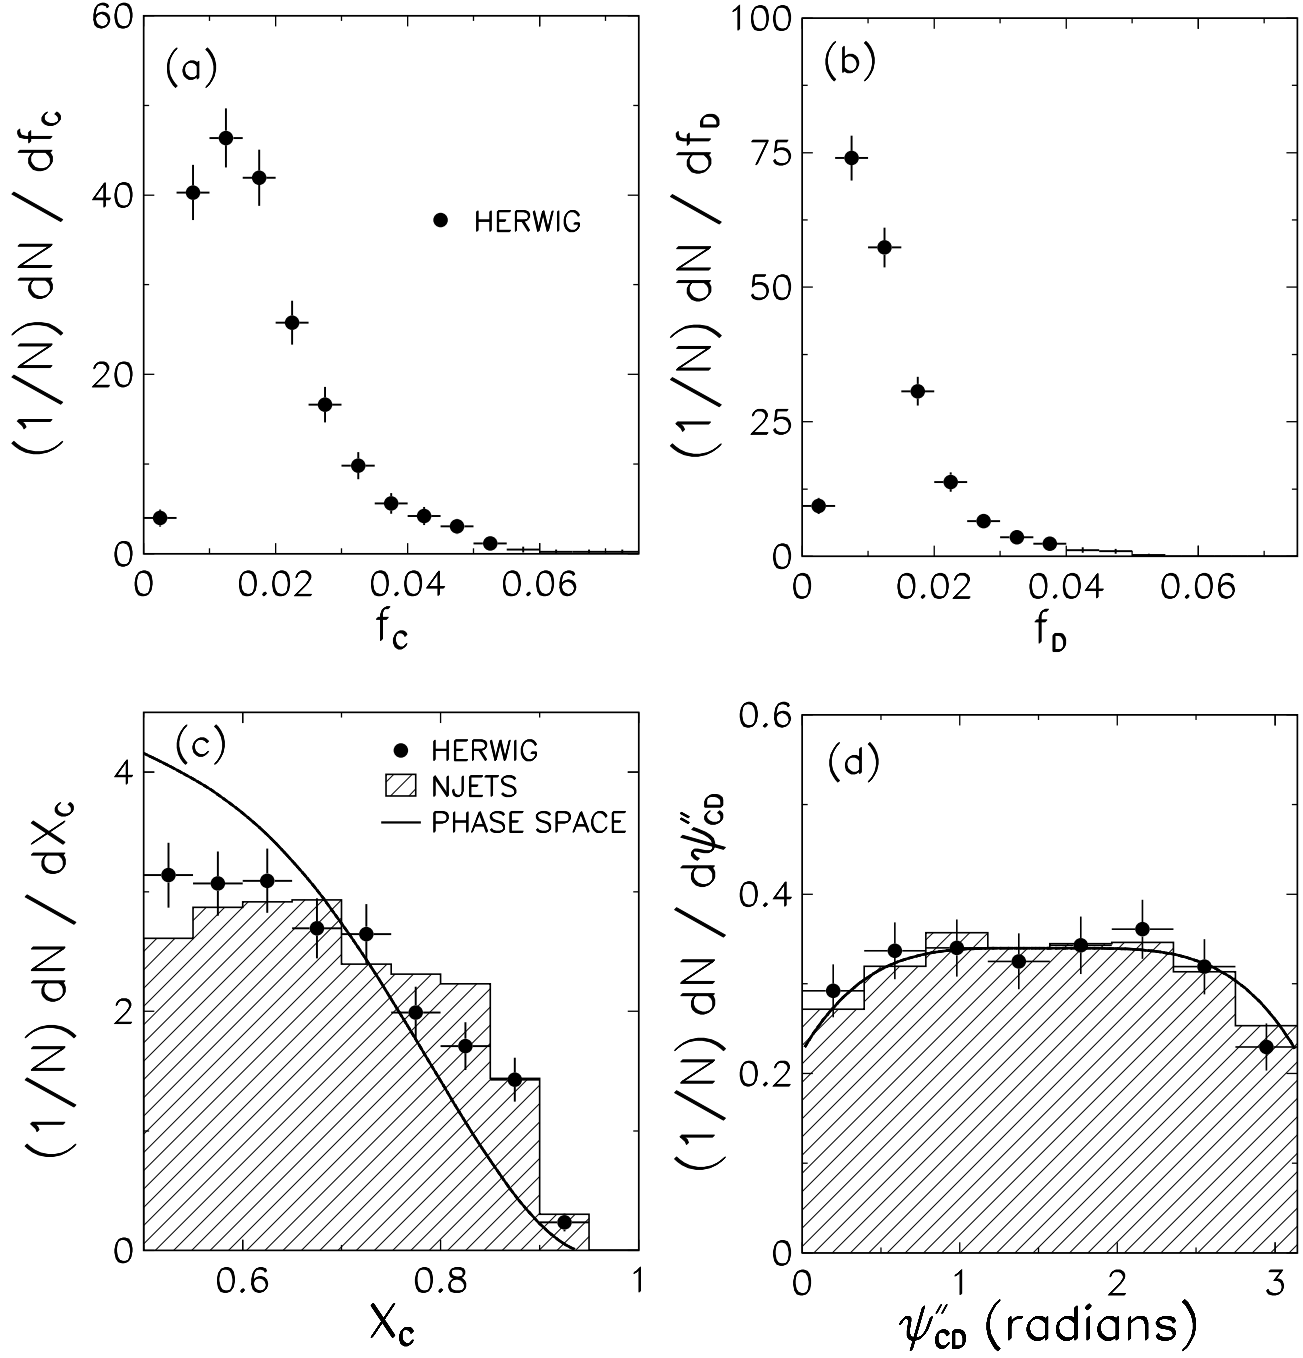 (a)
HERWIG
60
40
20
0
0
0.02
0.04
0.06
(1/N) dN / df_C
f_C
(b)
100
75
50
25
0
0
0.02
0.04
0.06
(1/N) dN / df_D
f_D
(c)
HERWIG
NJETS
PHASE SPACE
4
2
0
0.6
0.8
1
(1/N) dN / dX_C
X_C
(d)
0.6
0.4
0.2
0
0
1
2
3
(1/N) dN / dψ″_CD
ψ″_CD (radians)